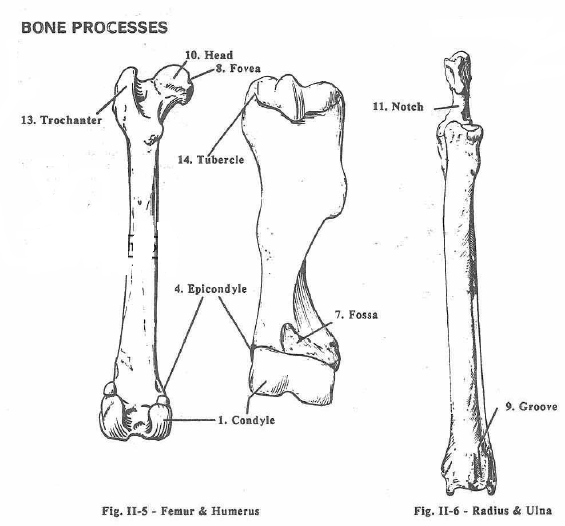 BONE PROCESSES
10. Head
8. Fovea
11. Notch
13. Trochanter
14. Tubercle
4. Epicondyle
7. Fossa
9. Groove
1. Condyle
Fig. II-5 - Femur & Humerus
Fig. II-6 - Radius & Ulna